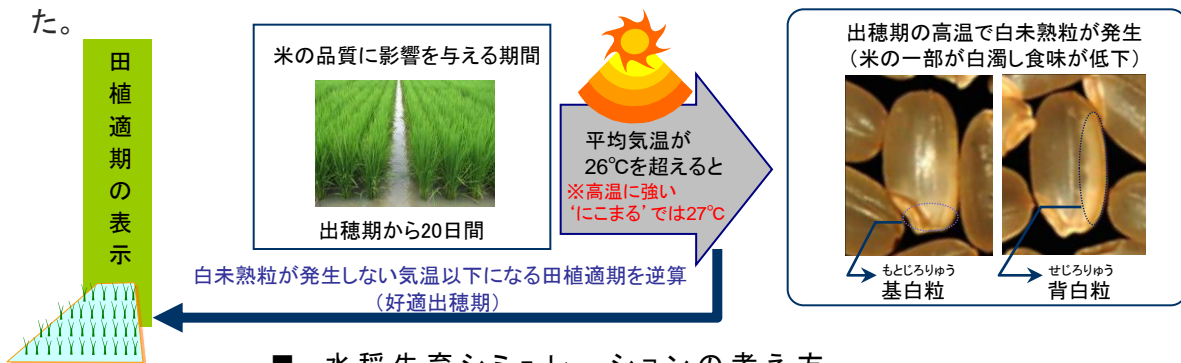 た。
田植適期の表示
米の品質に影響を与える期間
出穂期から20日間
平均気温が
26℃を超えると
※高温に強い
‘にこまる’では27℃
出穂期の高温で白未熟粒が発生
(米の一部が白濁し食味が低下)
もとじろりゅう
基白粒
せじろりゅう
背白粒
白未熟粒が発生しない気温以下になる田植適期を逆算
(好適出穂期)